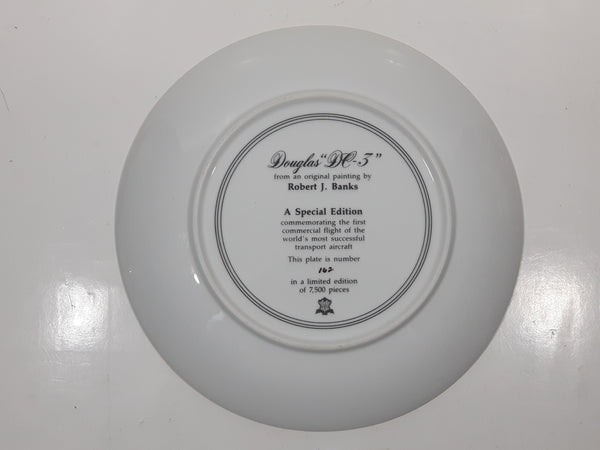 Douglas "DC-3"
from an original painting by
Robert J. Banks
A Special Edition
commemorating the first
commercial flight of the
world's most successful
transport aircraft
This plate is number
162
in a limited edition
of 7,500 pieces